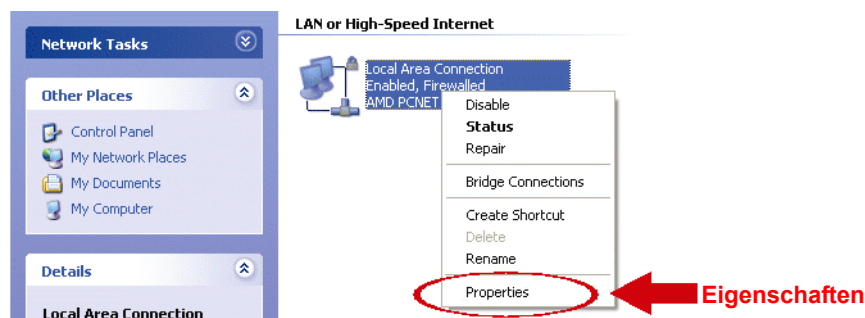 Network Tasks
Other Places
Control Panel
My Network Places
My Documents
My Computer
Details
Local Area Connection
LAN or High-Speed Internet
Local Area Connection
Enabled, Firewalled
AMD PCNET
Disable
Status
Repair
Bridge Connections
Create Shortcut
Delete
Rename
Properties
Eigenschaften